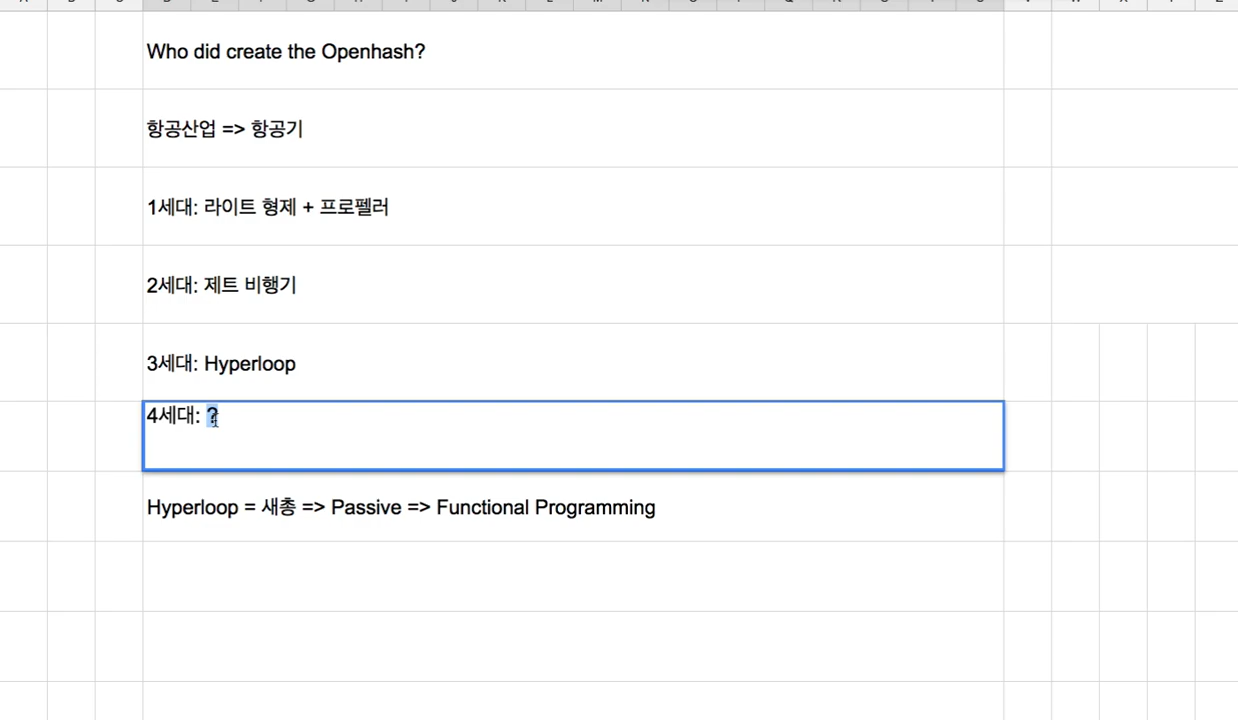 Who did create the Openhash?
항공산업 => 항공기
1세대: 라이트 형제 + 프로펠러
2세대: 제트 비행기
3세대: Hyperloop
4세대: ?
Hyperloop = 새총 => Passive => Functional Programming